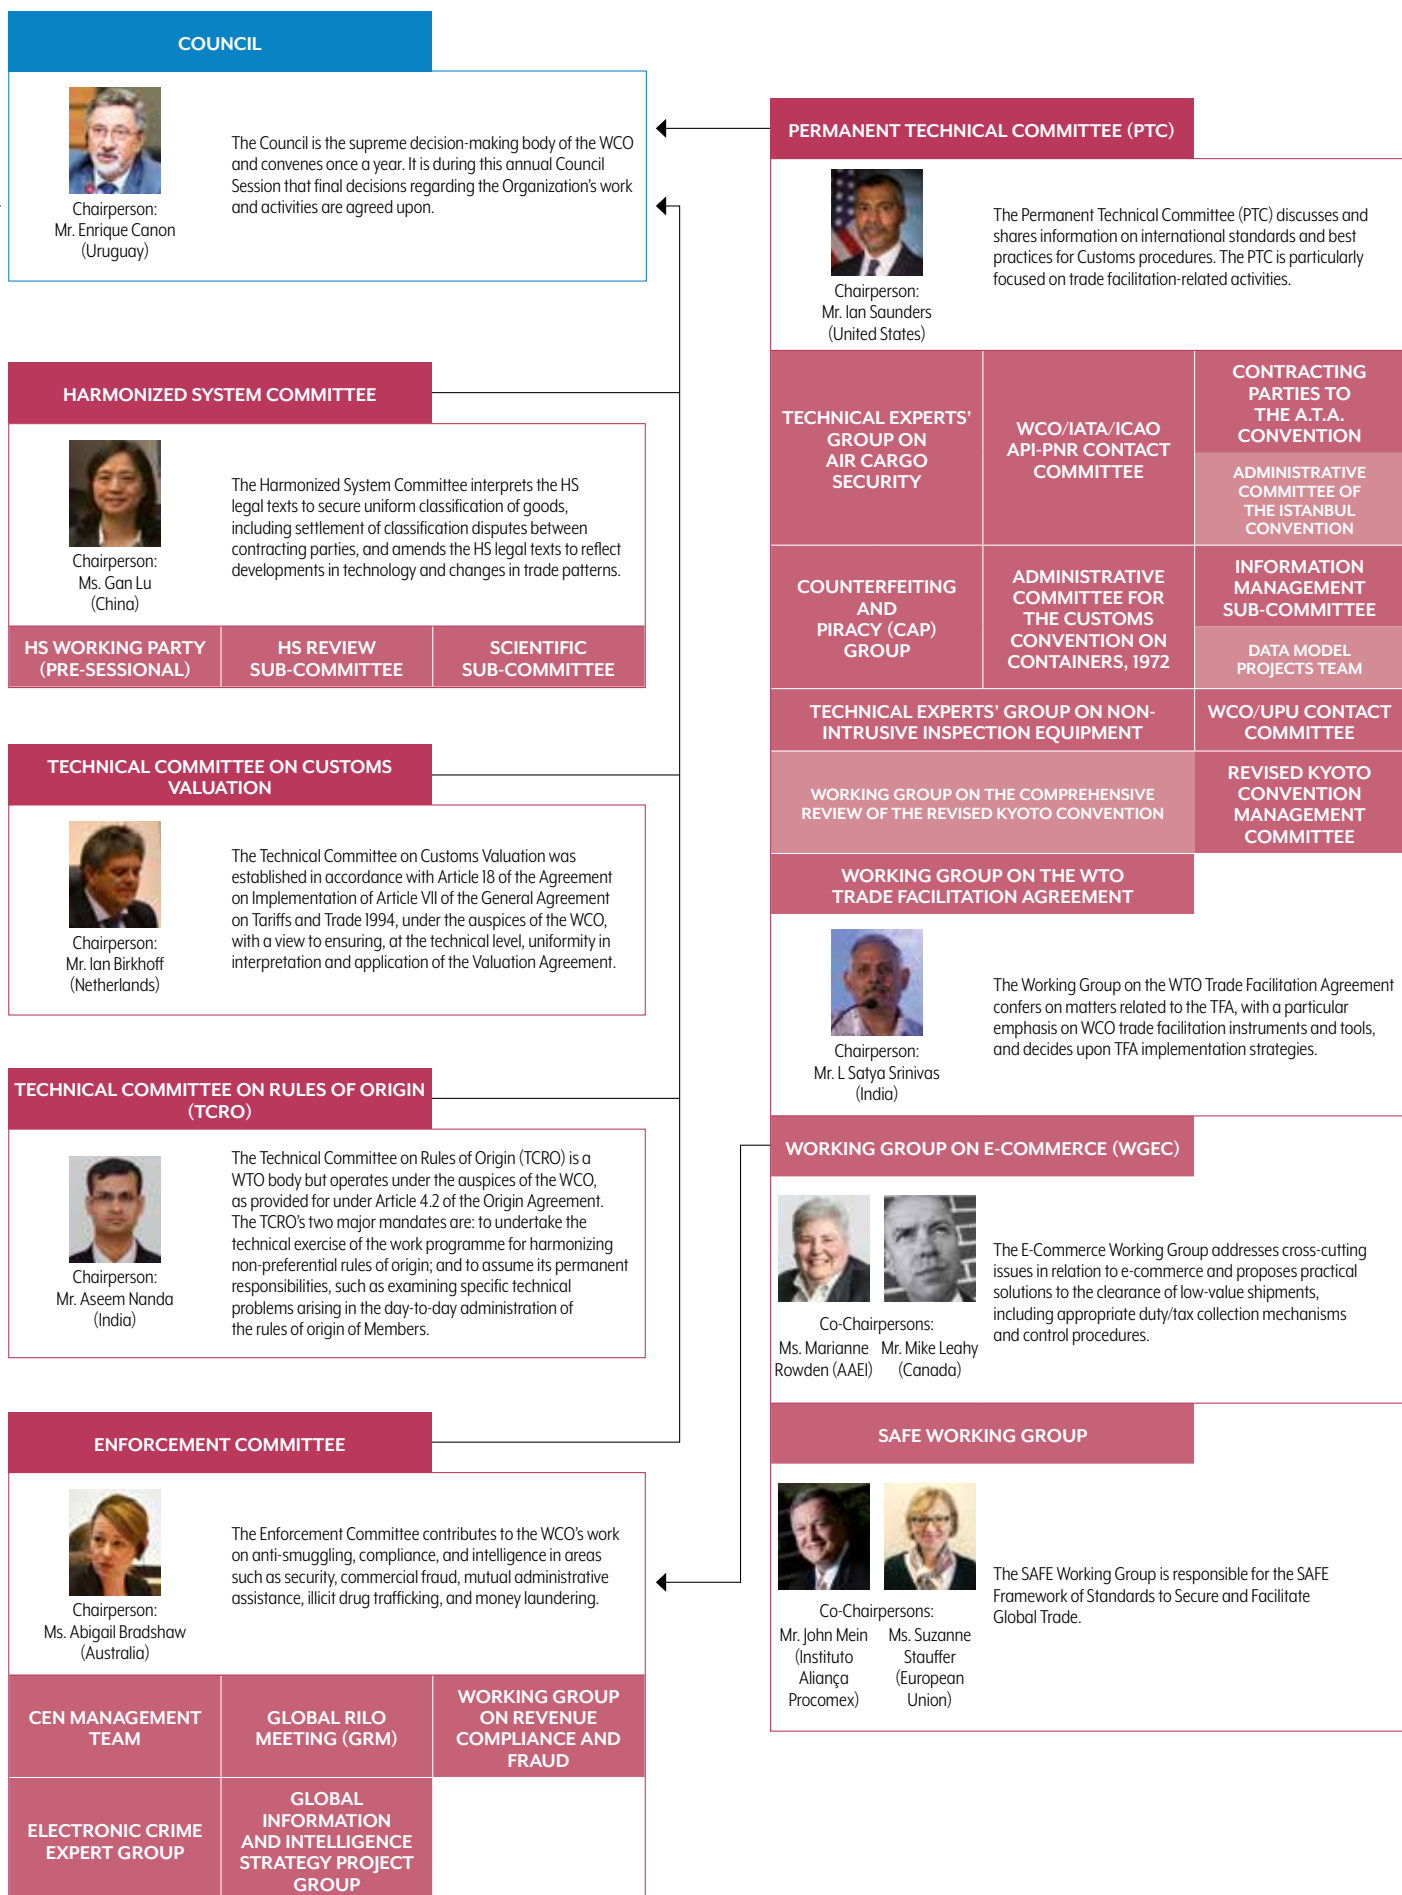 COUNCIL
Chairperson:
Mr. Enrique Canon
(Uruguay)
The Council is the supreme decision-making body of the WCO
and convenes once a year. It is during this annual Council
Session that final decisions regarding the Organization's work
and activities are agreed upon.
HARMONIZED SYSTEM COMMITTEE
Chairperson:
Ms. Gan Lu
(China)
The Harmonized System Committee interprets the HS
legal texts to secure uniform classification of goods,
including settlement of classification disputes between
contracting parties, and amends the HS legal texts to reflect
developments in technology and changes in trade patterns.
HS WORKING PARTY
(PRE-SESSIONAL)
HS REVIEW
SUB-COMMITTEE
SCIENTIFIC
SUB-COMMITTEE
TECHNICAL COMMITTEE ON CUSTOMS
VALUATION
Chairperson:
Mr. Ian Birkhoff
(Netherlands)
The Technical Committee on Customs Valuation was
established in accordance with Article 18 of the Agreement
on Implementation of Article VII of the General Agreement
on Tariffs and Trade 1994, under the auspices of the WCO,
with a view to ensuring, at the technical level, uniformity in
interpretation and application of the Valuation Agreement.
TECHNICAL COMMITTEE ON RULES OF ORIGIN
(TCRO)
Chairperson:
Mr. Aseem Nanda
(India)
The Technical Committee on Rules of Origin (TCRO) is a
WTO body but operates under the auspices of the WCO,
as provided for under Article 4.2 of the Origin Agreement.
The TCRO's two major mandates are: to undertake the
technical exercise of the work programme for harmonizing
non-preferential rules of origin; and to assume its permanent
responsibilities, such as examining specific technical
problems arising in the day-to-day administration of
the rules of origin of Members.
ENFORCEMENT COMMITTEE
Chairperson:
Ms. Abigail Bradshaw
(Australia)
The Enforcement Committee contributes to the WCO's work
on anti-smuggling, compliance, and intelligence in areas
such as security, commercial fraud, mutual administrative
assistance, illicit drug trafficking, and money laundering.
CEN MANAGEMENT
TEAM
GLOBAL RILO
MEETING (GRM)
WORKING GROUP
ON REVENUE
COMPLIANCE AND
FRAUD
ELECTRONIC CRIME
EXPERT GROUP
GLOBAL
INFORMATION
AND INTELLIGENCE
STRATEGY PROJECT
GROUP
PERMANENT TECHNICAL COMMITTEE (PTC)
Chairperson:
Mr. Ian Saunders
(United States)
The Permanent Technical Committee (PTC) discusses and
shares information on international standards and best
practices for Customs procedures. The PTC is particularly
focused on trade facilitation-related activities.
TECHNICAL EXPERTS'
GROUP ON
AIR CARGO
SECURITY
WCO/IATA/ICAO
API-PNR CONTACT
COMMITTEE
CONTRACTING
PARTIES TO
THE A.T.A.
CONVENTION
ADMINISTRATIVE
COMMITTEE OF
THE ISTANBUL
CONVENTION
COUNTERFEITING
AND
PIRACY (CAP)
GROUP
ADMINISTRATIVE
COMMITTEE FOR
THE CUSTOMS
CONVENTION ON
CONTAINERS, 1972
INFORMATION
MANAGEMENT
SUB-COMMITTEE
DATA MODEL
PROJECTS TEAM
TECHNICAL EXPERTS' GROUP ON NON-
INTRUSIVE INSPECTION EQUIPMENT
WCO/UPU CONTACT
COMMITTEE
WORKING GROUP ON THE COMPREHENSIVE
REVIEW OF THE REVISED KYOTO CONVENTION
REVISED KYOTO
CONVENTION
MANAGEMENT
COMMITTEE
WORKING GROUP ON THE WTO
TRADE FACILITATION AGREEMENT
Chairperson:
Mr. L Satya Srinivas
(India)
The Working Group on the WTO Trade Facilitation Agreement
confers on matters related to the TFA, with a particular
emphasis on WCO trade facilitation instruments and tools,
and decides upon TFA implementation strategies.
WORKING GROUP ON E-COMMERCE (WGEC)
Co-Chairpersons:
Ms. Marianne
Rowden (AAEI)
Mr. Mike Leahy
(Canada)
The E-Commerce Working Group addresses cross-cutting
issues in relation to e-commerce and proposes practical
solutions to the clearance of low-value shipments,
including appropriate duty/tax collection mechanisms
and control procedures.
SAFE WORKING GROUP
Co-Chairpersons:
Mr. John Mein
(Instituto
Aliança
Procomex)
Ms. Suzanne
Stauffer
(European
Union)
The SAFE Working Group is responsible for the SAFE
Framework of Standards to Secure and Facilitate
Global Trade.